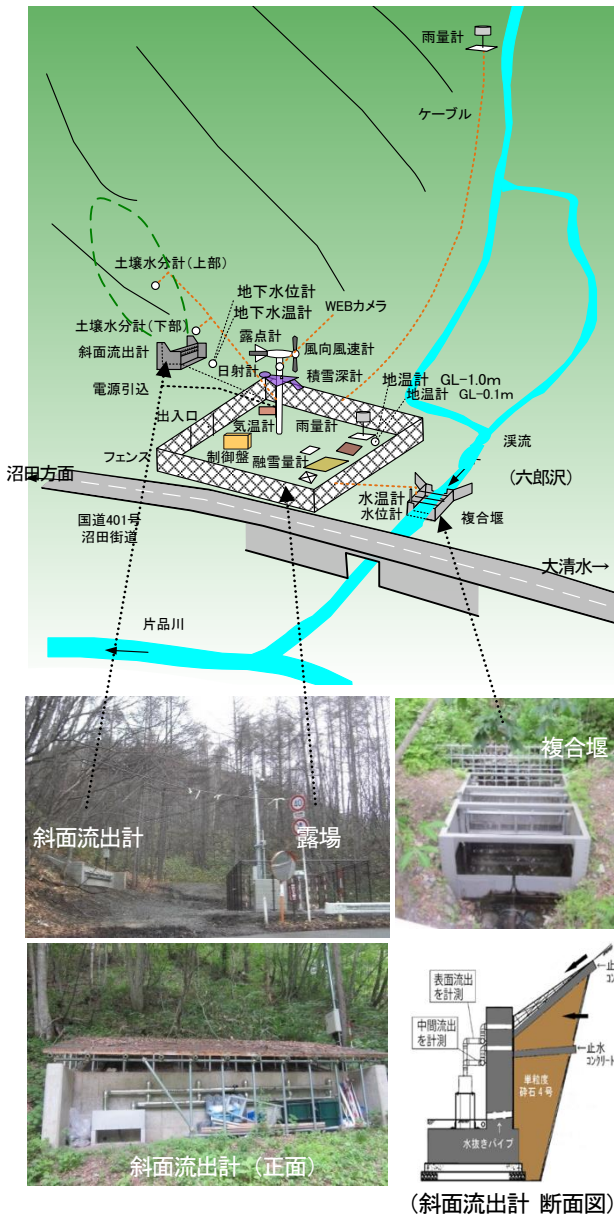 雨量計
ケーブル
土壌水分計(上部)
地下水位計
地下水温計
WEBカメラ
土壌水分計(下部)
露点計
風向風速計
斜面流出計
日射計
積雪深計
地温計 GL-1.0m
地温計 GL-0.1m
電源引込
出入口
気温計
雨量計
渓流
(六郎沢)
フェンス
制御盤
融雪量計
沼田方面
水温計
水位計
複合堰
国道401号
沼田街道
大清水→
片品川
複合堰
斜面流出計
露場
40
表面流出
を計測
中間流出
を計測
←止
コン
←止水
コンクリート
単粒度
砕石4号
水抜きパイプ
斜面流出計(正面)
(斜面流出計 断面図)